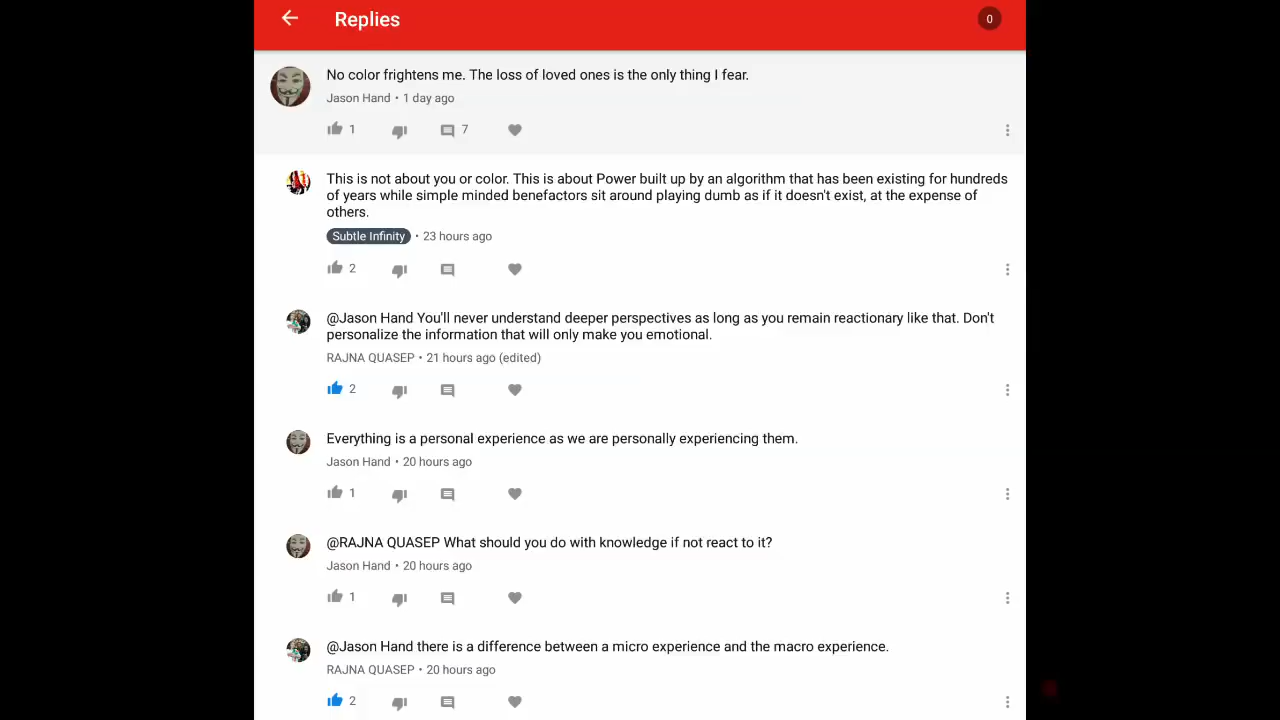 Replies
0
No color frightens me. The loss of loved ones is the only thing I fear.
Jason Hand • 1 day ago
1
7
This is not about you or color. This is about Power built up by an algorithm that has been existing for hundreds
of years while simple minded benefactors sit around playing dumb as if it doesn't exist, at the expense of
others.
Subtle Infinity • 23 hours ago
2
@Jason Hand You'll never understand deeper perspectives as long as you remain reactionary like that. Don't
personalize the information that will only make you emotional.
RAJNA QUASEP • 21 hours ago (edited)
2
Everything is a personal experience as we are personally experiencing them.
Jason Hand • 20 hours ago
1
@RAJNA QUASEP What should you do with knowledge if not react to it?
Jason Hand • 20 hours ago
1
@Jason Hand there is a difference between a micro experience and the macro experience.
RAJNA QUASEP • 20 hours ago
2